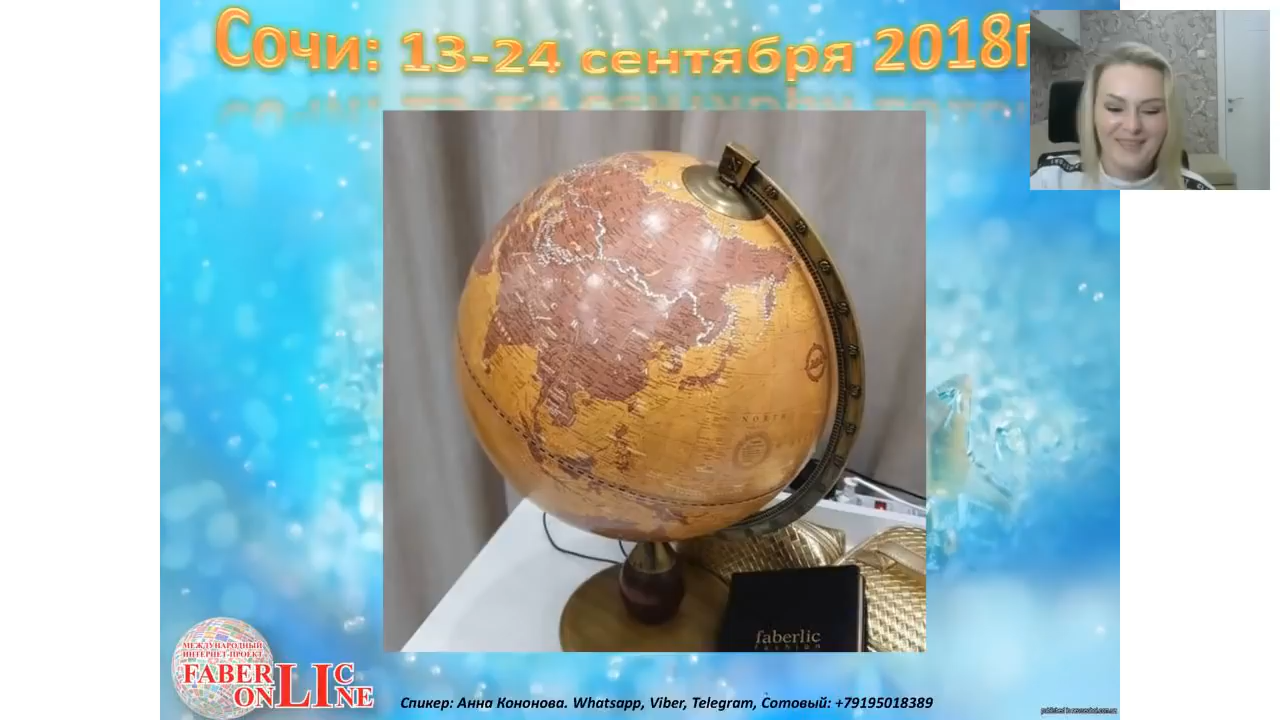 Сочи: 13-24 сентября 2018г
NORTH
faberlic
fashion
МЕЖДУНАРОДНЫЙ
ИНТЕРНЕТ-ПРОЕКТ
FABERLIC
ONLINE
Спикер: Анна Кононова. Whatsapp, Viber, Telegram, Сотовый: +79195018389